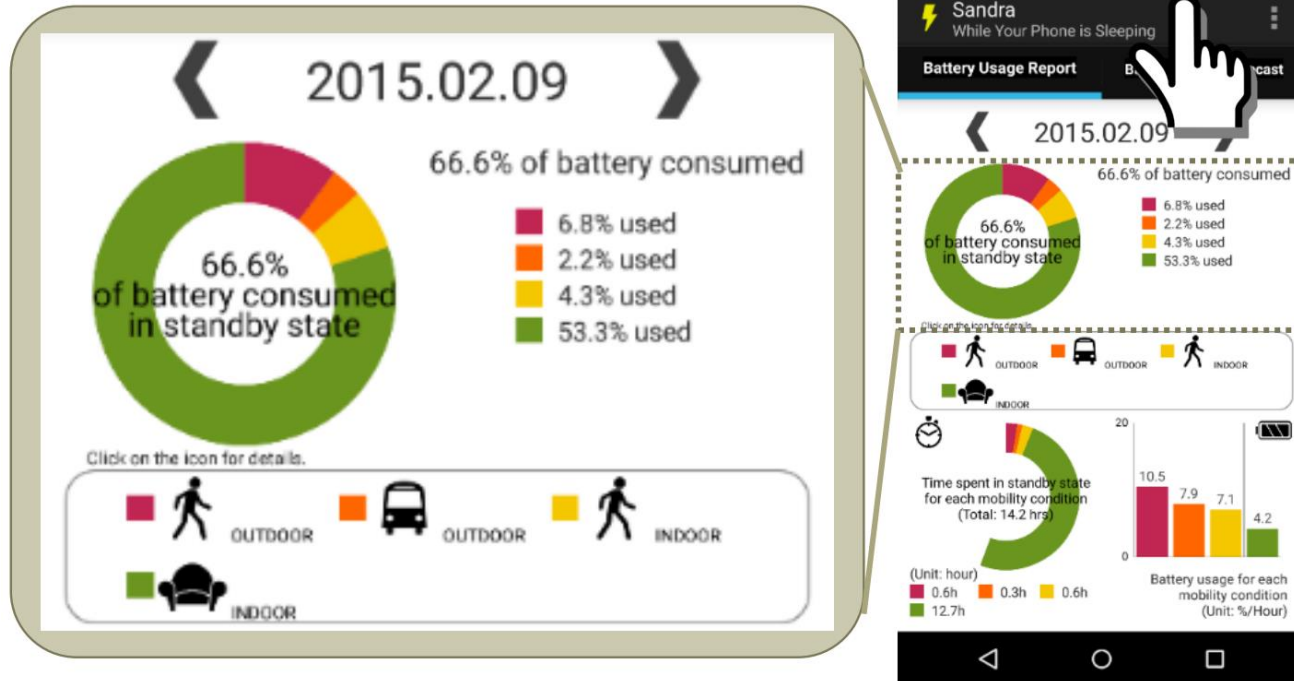 2015.02.09
66.6% of battery consumed
6.8% used
2.2% used
4.3% used
53.3% used
66.6%
of battery consumed
in standby state
Click on the icon for details.
OUTDOOR
OUTDOOR
INDOOR
INDOOR
Sandra
While Your Phone is Sleeping
Battery Usage Report
2015.02.09
66.6% of battery consumed
6.8% used
2.2% used
4.3% used
53.3% used
66.6%
of battery consumed
in standby state
Click on the icon for details.
OUTDOOR
OUTDOOR
INDOOR
INDOOR
Time spent in standby state
for each mobility condition
(Total: 14.2 hrs)
(Unit: hour)
0.6h 0.3h 0.6h
12.7h
20
10.5
7.9
7.1
4.2
0
Battery usage for each
mobility condition
(Unit: %/Hour)